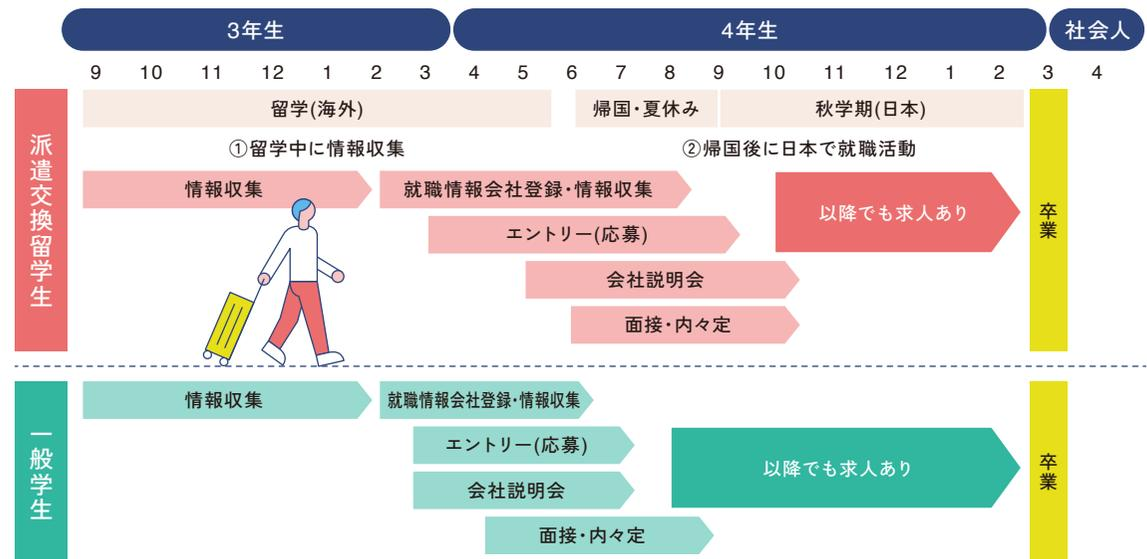 3年生 4年生 社会人
9 10 11 12 1 2 3 4 5 6 7 8 9 10 11 12 1 2 3 4
派遣交換留学生
留学(海外) 帰国・夏休み 秋学期(日本)
①留学中に情報収集 ②帰国後に日本で就職活動
情報収集 就職情報会社登録・情報収集
以降でも求人あり
エントリー(応募)
会社説明会
面接・内々定
卒業
一般学生
情報収集 就職情報会社登録・情報収集
エントリー(応募)
以降でも求人あり
会社説明会
面接・内々定
卒業